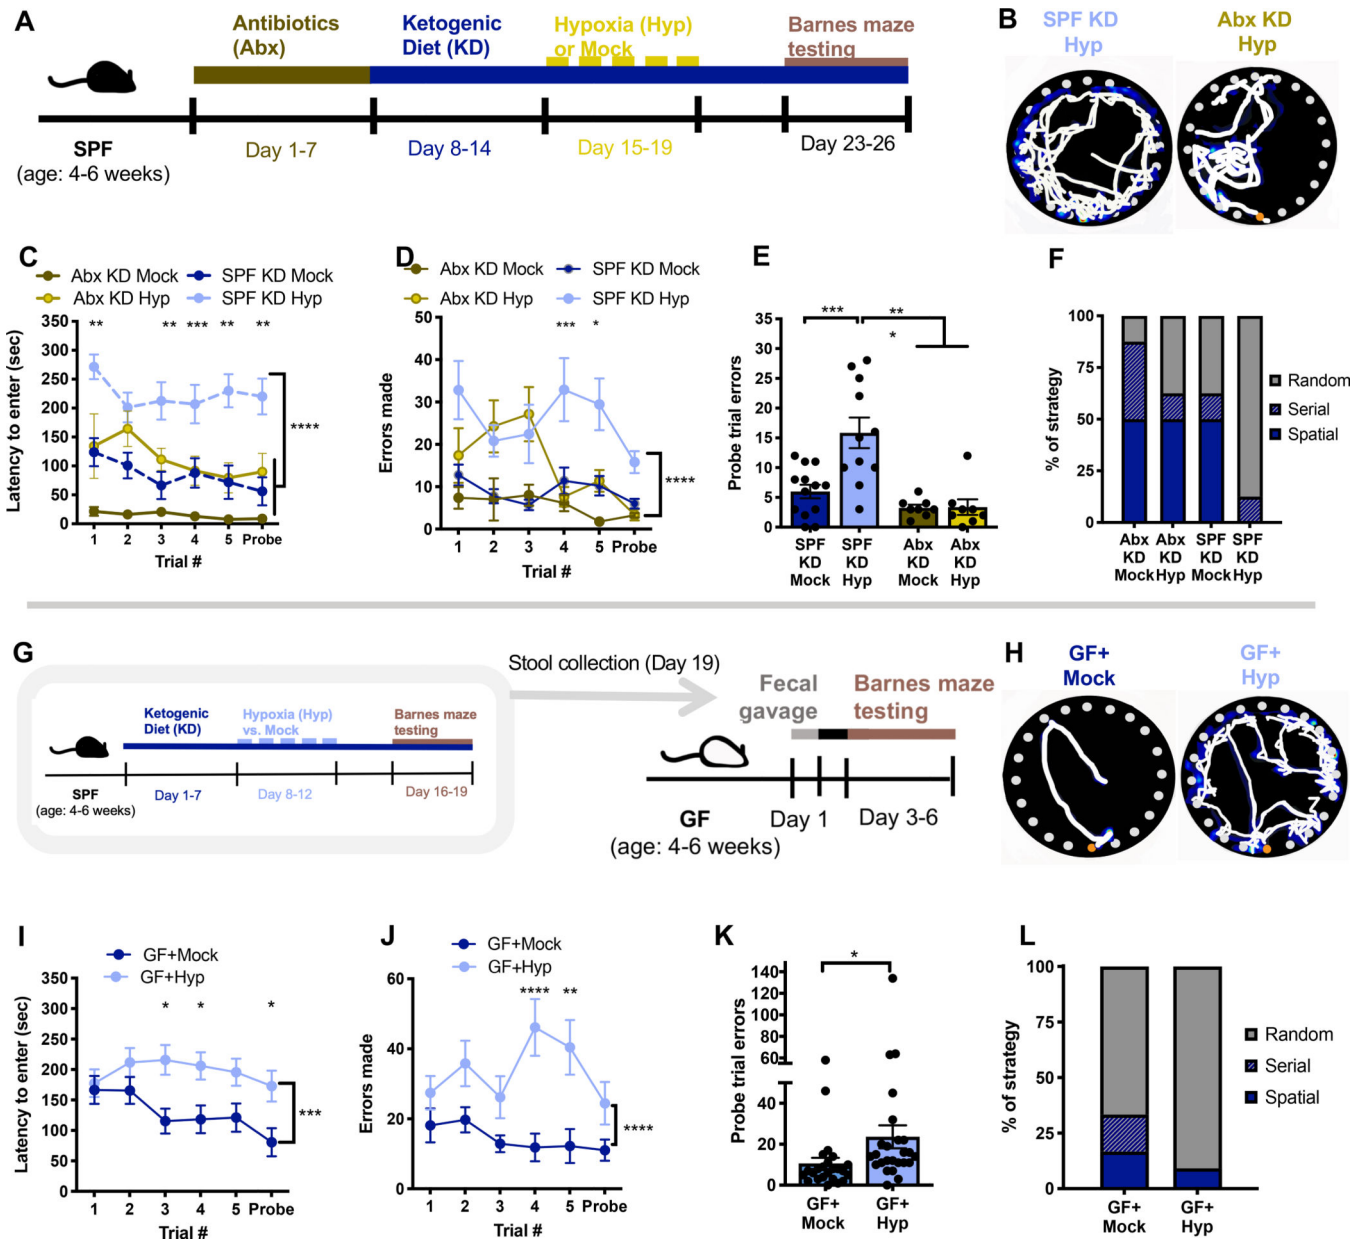 A
Antibiotics
(Abx)
Ketogenic
Diet (KD)
Hypoxia (Hyp)
or Mock
Barnes maze
testing
SPF
(age: 4-6 weeks)
Day 1-7
Day 8-14
Day 15-19
Day 23-26
B
SPF KD
Hyp
Abx KD
Hyp
C
Abx KD Mock
SPF KD Mock
Abx KD Hyp
SPF KD Hyp
Latency to enter (sec)
350
300
250
200
150
100
50
0
** ** *** ** **
****
1 2 3 4 5 Probe
Trial #
D
Abx KD Mock
SPF KD Mock
Abx KD Hyp
SPF KD Hyp
Errors made
50
40
30
20
10
0
*** *
****
1 2 3 4 5 Probe
Trial #
E
Probe trial errors
35
30
25
20
15
10
5
0
*** **
*
SPF KD Mock
SPF KD Hyp
Abx KD Mock
Abx KD Hyp
F
% of strategy
100
75
50
25
0
Random
Serial
Spatial
Abx KD Mock
Abx KD Hyp
SPF KD Mock
SPF KD Hyp
G
Ketogenic
Diet (KD)
Hypoxia (Hyp)
vs. Mock
Barnes maze
testing
SPF
(age: 4-6 weeks)
Day 1-7
Day 8-12
Day 16-19
Stool collection (Day 19)
Fecal
gavage
Barnes maze
testing
GF
(age: 4-6 weeks)
Day 1
Day 3-6
H
GF+
Mock
GF+
Hyp
I
GF+Mock
GF+Hyp
Latency to enter (sec)
350
300
250
200
150
100
50
0
* * *
***
1 2 3 4 5 Probe
Trial #
J
GF+Mock
GF+Hyp
Errors made
60
40
20
0
**** **
****
1 2 3 4 5 Probe
Trial #
K
Probe trial errors
140
120
100
80
60
40
20
0
*
GF+
Mock
GF+
Hyp
L
% of strategy
100
75
50
25
0
Random
Serial
Spatial
GF+
Mock
GF+
Hyp